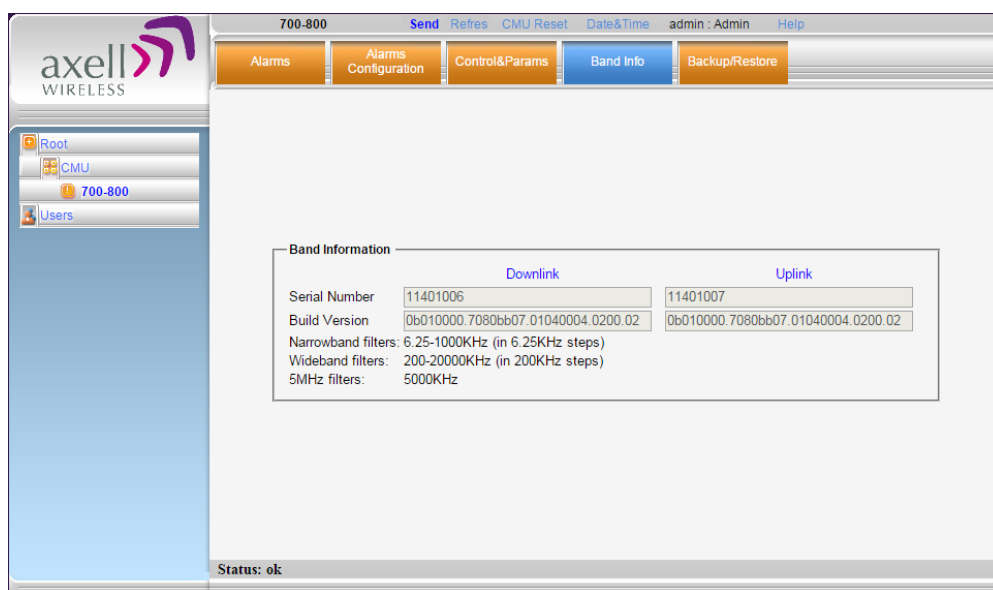 axell
WIRELESS
700-800 Send Refres CMU Reset Date&Time admin : Admin Help
Alarms
Alarms Configuration
Control&Params
Band Info
Backup/Restore
Root
CMU
700-800
Users
Band Information
Downlink Uplink
Serial Number 11401006 11401007
Build Version 0b010000.7080bb07.01040004.0200.02 0b010000.7080bb07.01040004.0200.02
Narrowband filters: 6.25-1000KHz (in 6.25KHz steps)
Wideband filters: 200-20000KHz (in 200KHz steps)
5MHz filters: 5000KHz
Status: ok